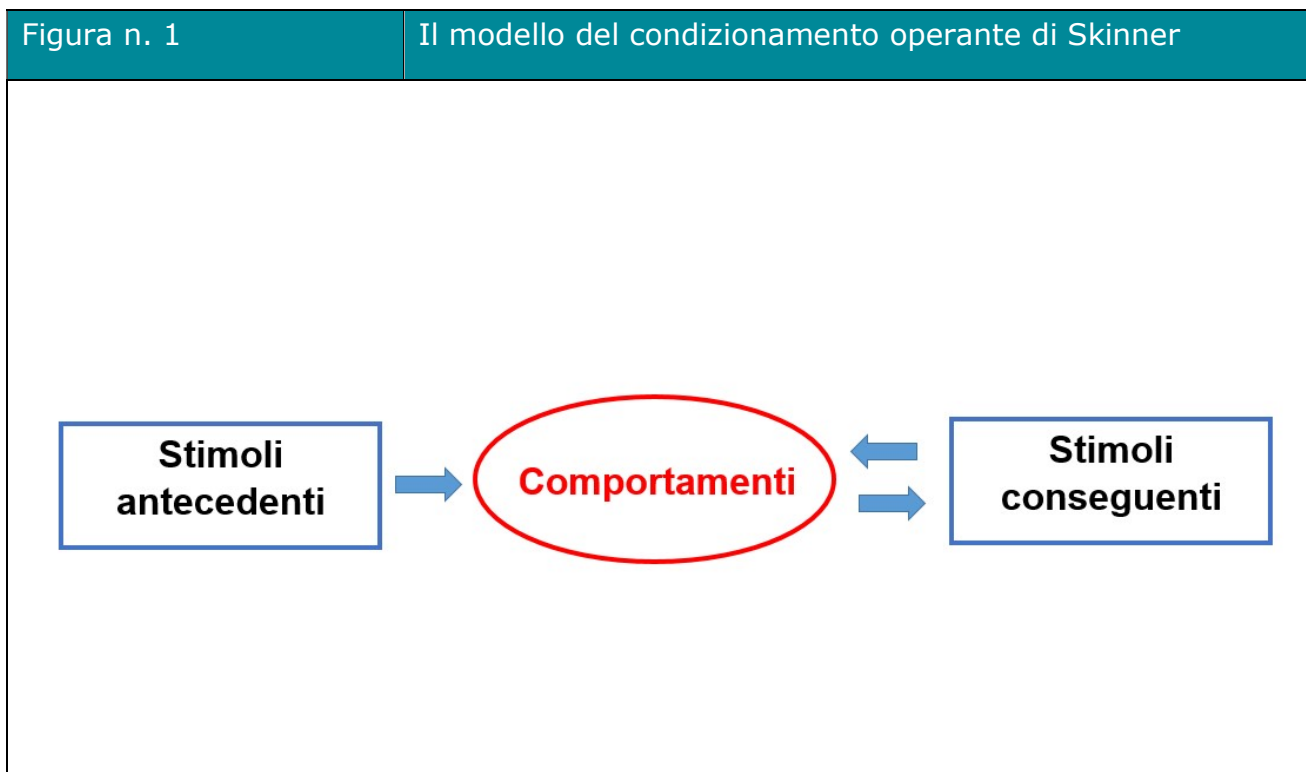 Figura n. 1
Il modello del condizionamento operante di Skinner
Stimoli
antecedenti
Comportamenti
Stimoli
conseguenti